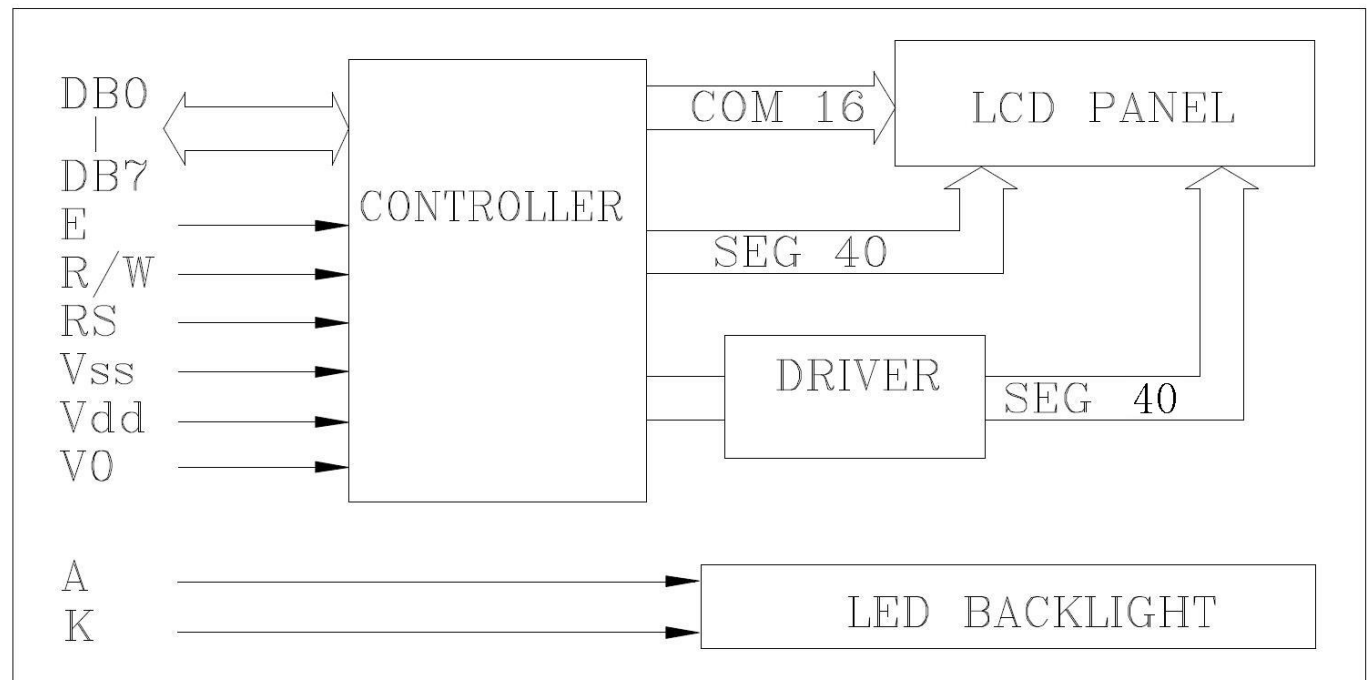 DB0
|
DB7
E
R/W
RS
Vss
Vdd
V0
A
K
CONTROLLER
COM 16
LCD PANEL
SEG 40
DRIVER
SEG 40
LED BACKLIGHT